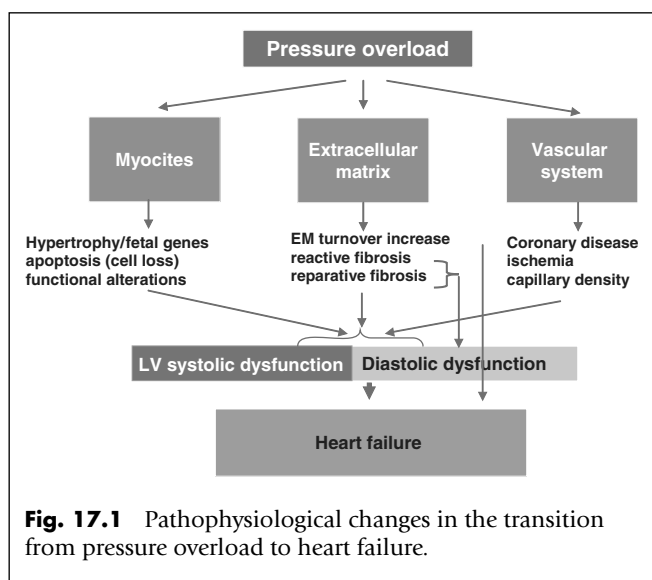 Pressure overload
Myocites
Extracellular
matrix
Vascular
system
Hypertrophy/fetal genes
apoptosis (cell loss)
functional alterations
EM turnover increase
reactive fibrosis
reparative fibrosis
Coronary disease
ischemia
capillary density
LV systolic dysfunction
Diastolic dysfunction
Heart failure
Fig. 17.1 Pathophysiological changes in the transition
from pressure overload to heart failure.